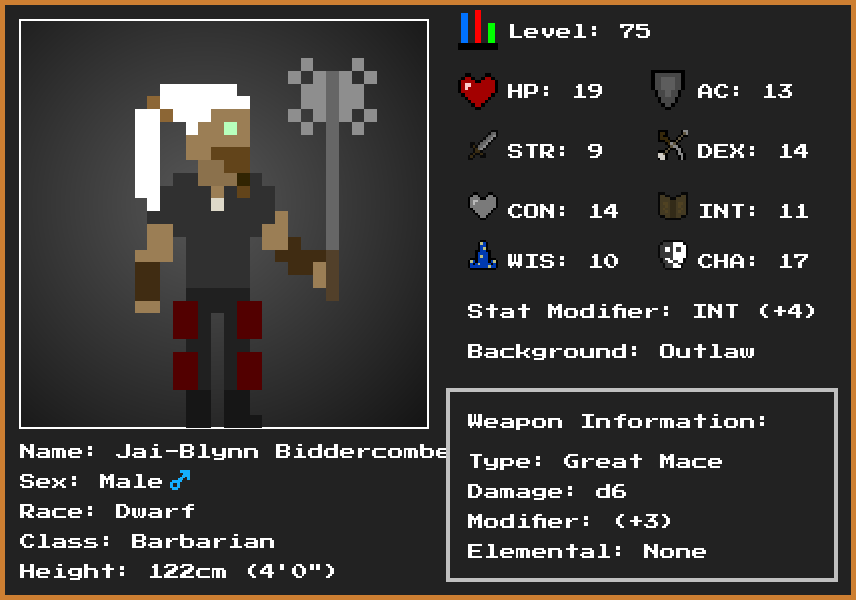 Level: 75
HP: 19
AC: 13
STR: 9
DEX: 14
CON: 14
INT: 11
WIS: 10
CHA: 17
Stat Modifier: INT (+4)
Background: Outlaw
Name: Jai-Blynn Biddercombe
Sex: Male ♂
Race: Dwarf
Class: Barbarian
Height: 122cm (4'0")
Weapon Information:
Type: Great Mace
Damage: d6
Modifier: (+3)
Elemental: None